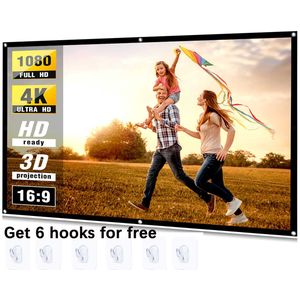 1080
FULL HD
4K
ULTRA HD
HD
ready
3D
projection
16:9
Get 6 hooks for free